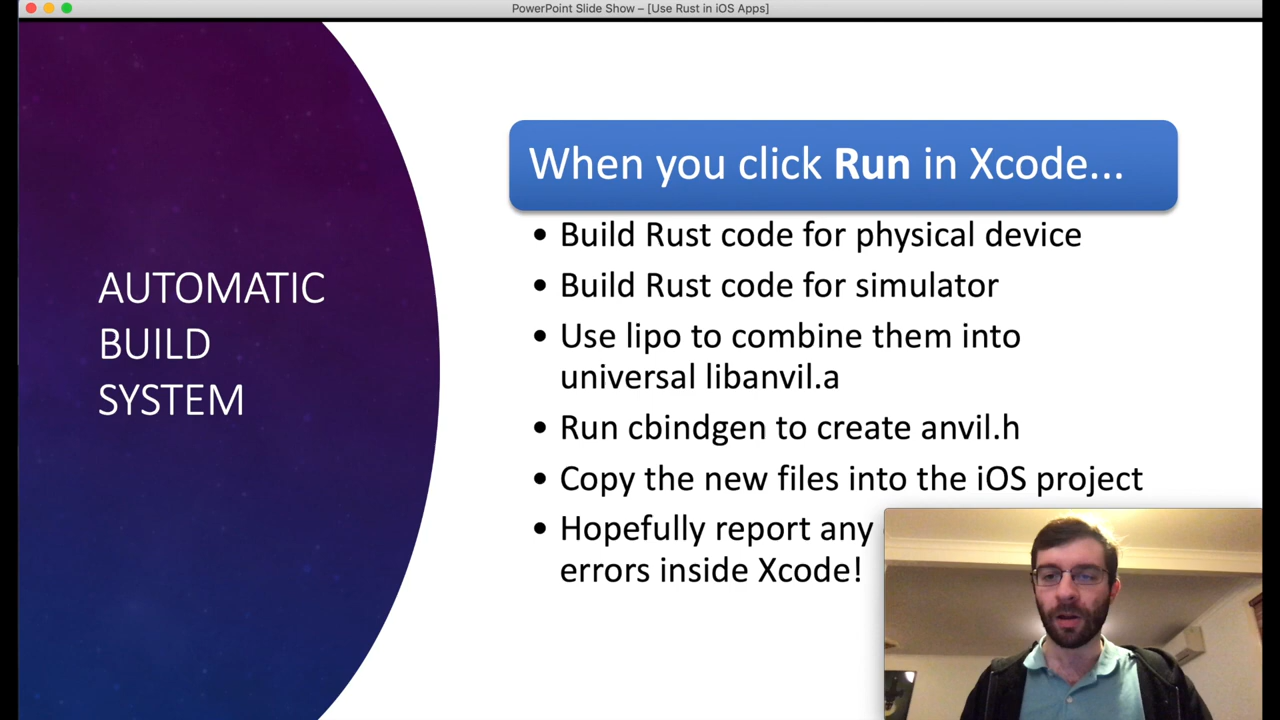 PowerPoint Slide Show – [Use Rust in iOS Apps]
AUTOMATIC
BUILD
SYSTEM
When you click Run in Xcode...
• Build Rust code for physical device
• Build Rust code for simulator
• Use lipo to combine them into
universal libanvil.a
• Run cbindgen to create anvil.h
• Copy the new files into the iOS project
• Hopefully report any
errors inside Xcode!